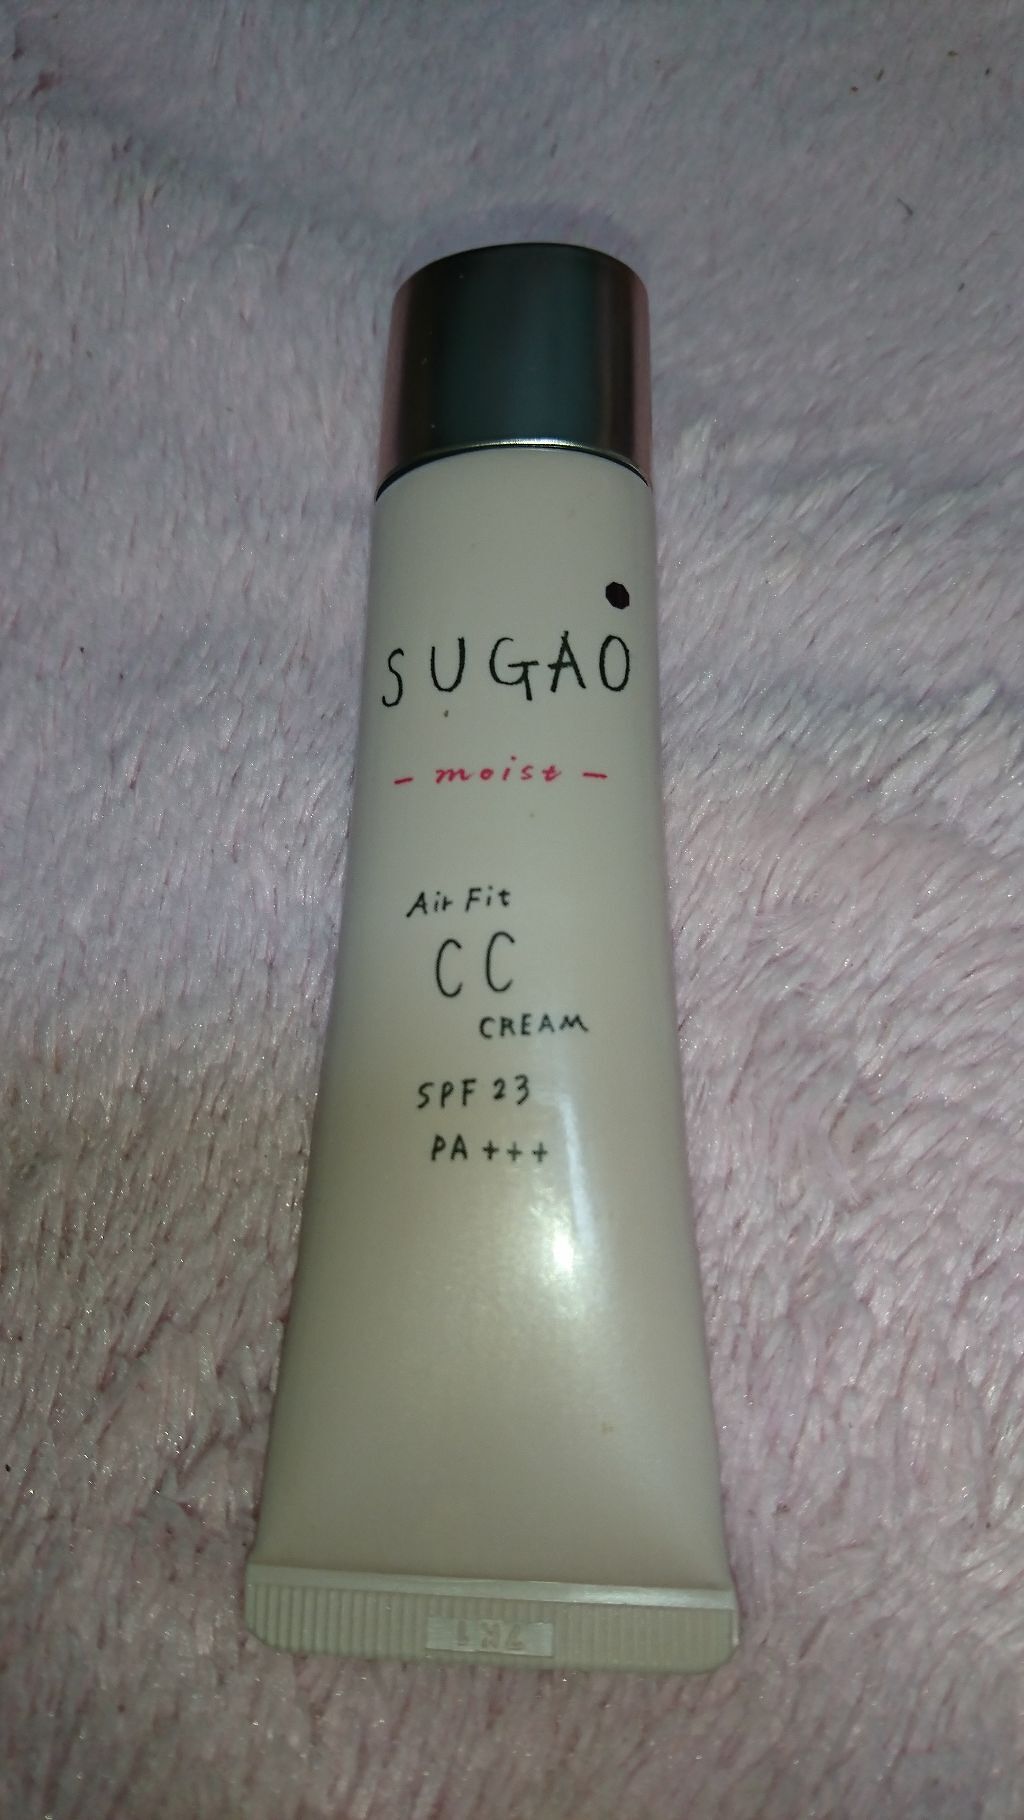 SUGAO
- moist -
Air Fit
CC
CREAM
SPF 23
PA +++